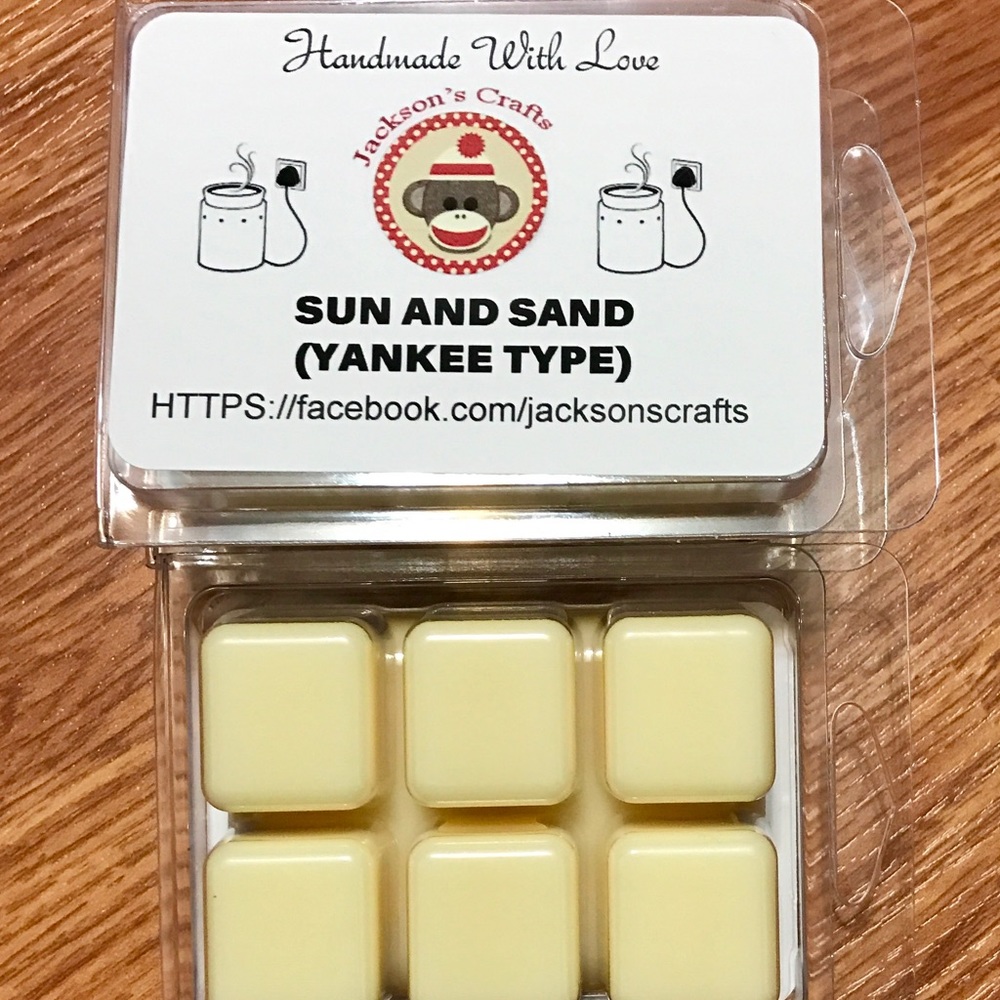 Handmade With Love
Jackson's Crafts
SUN AND SAND
(YANKEE TYPE)
HTTPS://facebook.com/jacksonscrafts